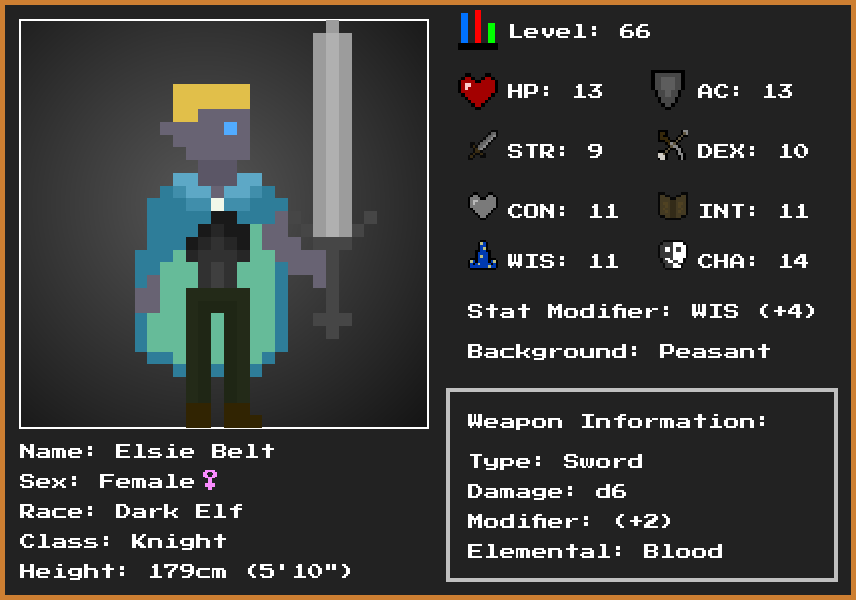 Level: 66
HP: 13
AC: 13
STR: 9
DEX: 10
CON: 11
INT: 11
WIS: 11
CHA: 14
Stat Modifier: WIS (+4)
Background: Peasant
Name: Elsie Belt
Sex: Female♀
Race: Dark Elf
Class: Knight
Height: 179cm (5'10")
Weapon Information:
Type: Sword
Damage: d6
Modifier: (+2)
Elemental: Blood